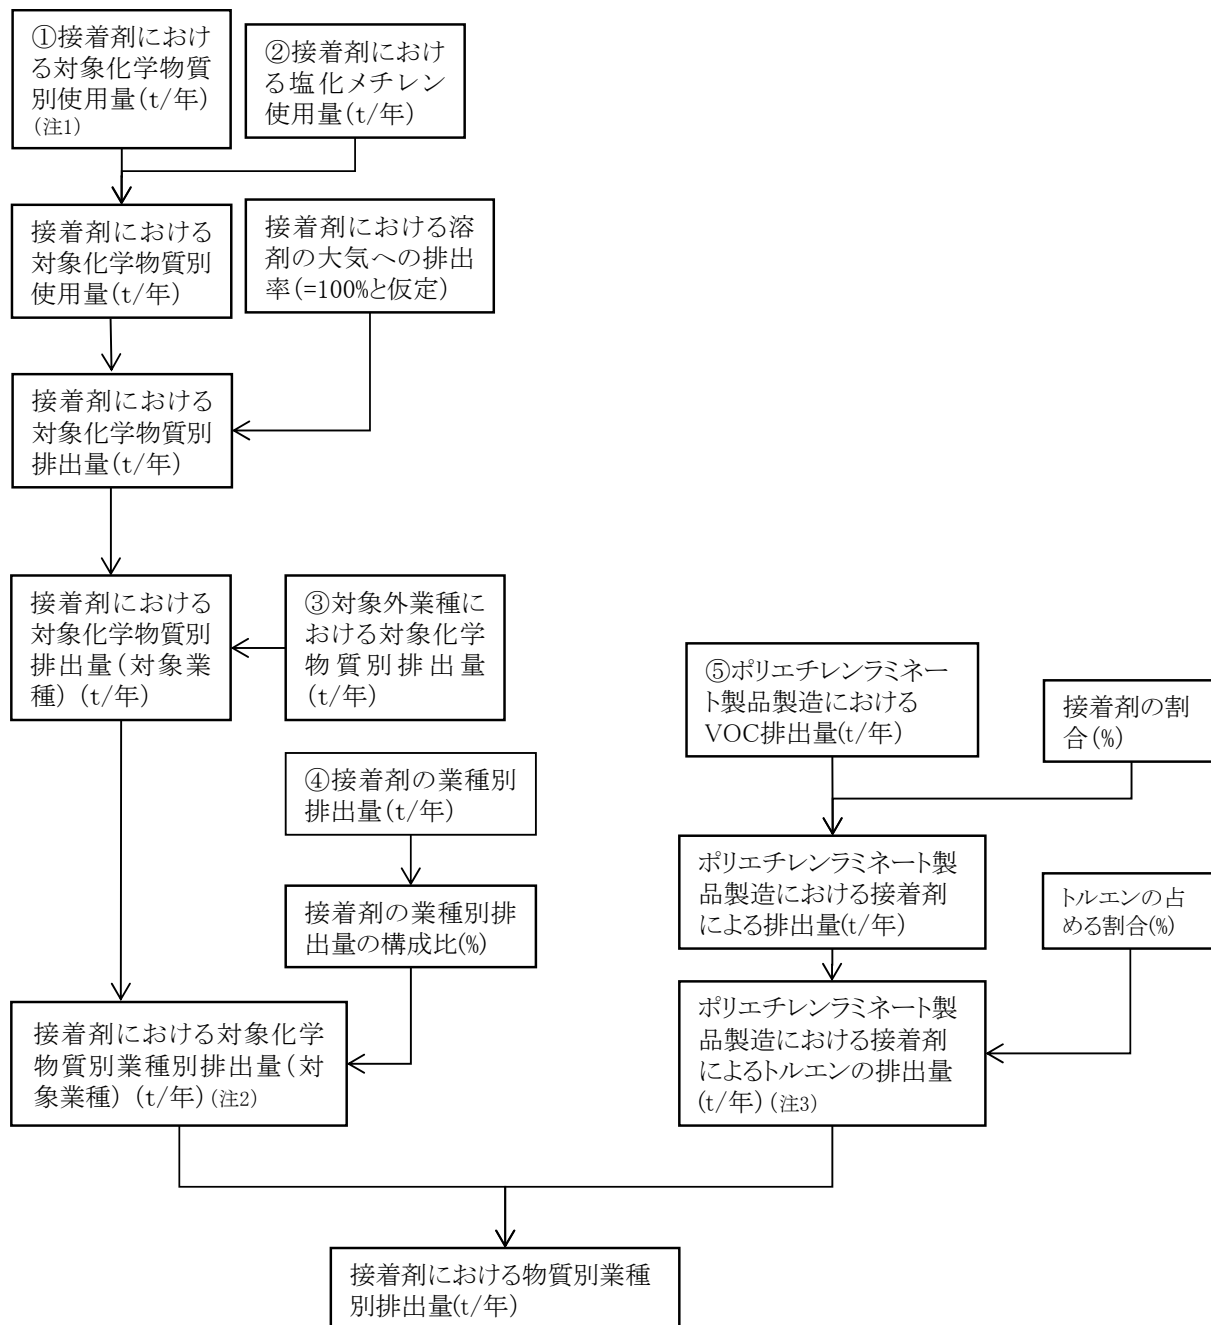 ①接着剤におけ
る対象化学物質
別使用量(t/年)
(注1)
②接着剤におけ
る塩化メチレン
使用量(t/年)
接着剤における
対象化学物質別
使用量(t/年)
接着剤における溶
剤の大気への排出
率(=100%と仮定)
接着剤における
対象化学物質別
排出量(t/年)
接着剤における
対象化学物質別
排出量(対象業
種) (t/年)
③対象外業種に
おける対象化学
物質別排出量
(t/年)
⑤ポリエチレンラミネー
ト製品製造における
VOC排出量(t/年)
接着剤の割
合(%)
④接着剤の業種別
排出量(t/年)
ポリエチレンラミネート製
品製造における接着剤
による排出量(t/年)
トルエンの占
める割合(%)
接着剤の業種別排
出量の構成比(%)
接着剤における対象化学
物質別業種別排出量(対
象業種) (t/年)(注2)
ポリエチレンラミネート製
品製造における接着剤
によるトルエンの排出量
(t/年)(注3)
接着剤における物質別業種
別排出量(t/年)